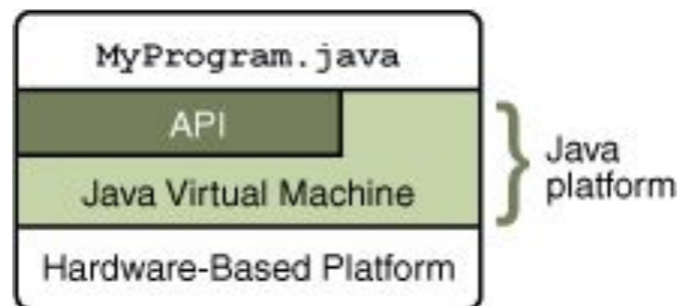 MyProgram.java
API
Java Virtual Machine
Java
platform
Hardware-Based Platform